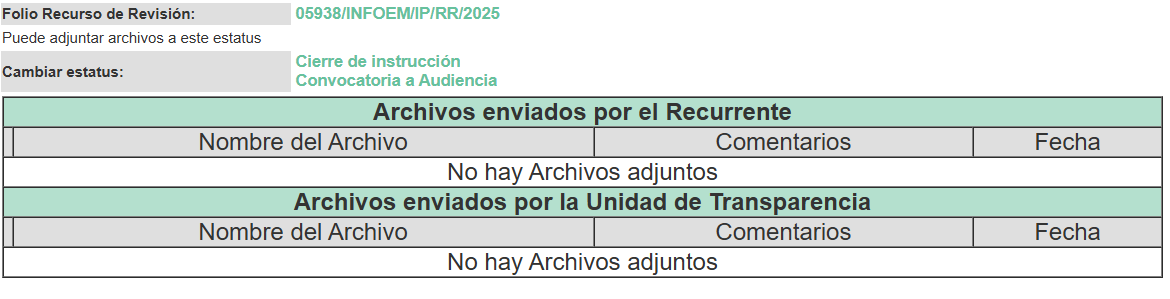 Folio Recurso de Revisión: 05938/INFOEM/IP/RR/2025
Puede adjuntar archivos a este estatus
Cambiar estatus: Cierre de instrucción
Convocatoria a Audiencia
Archivos enviados por el Recurrente
Nombre del Archivo Comentarios Fecha
No hay Archivos adjuntos
Archivos enviados por la Unidad de Transparencia
Nombre del Archivo Comentarios Fecha
No hay Archivos adjuntos